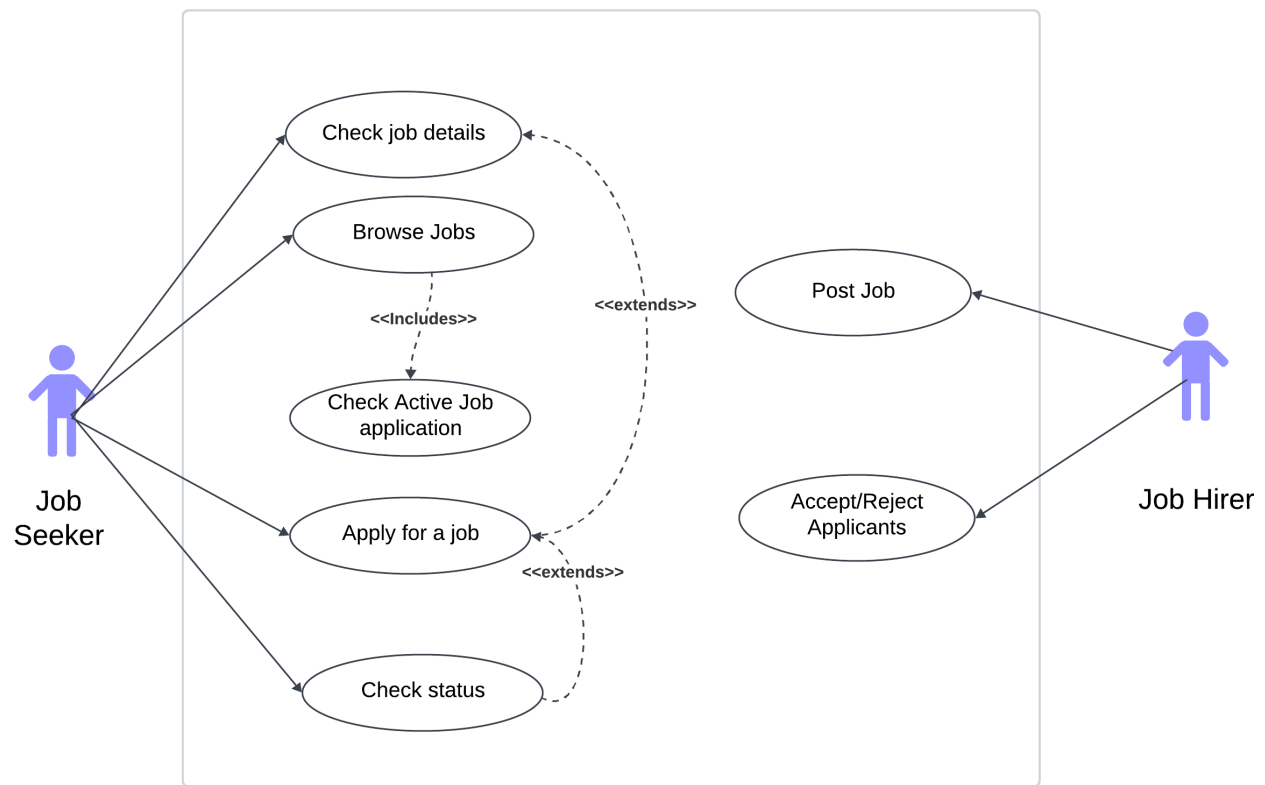 Check job details
Browse Jobs
<<Includes>>
<<extends>>
Post Job
Check Active Job
application
Job
Seeker
Job Hirer
Accept/Reject
Applicants
Apply for a job
<<extends>>
Check status